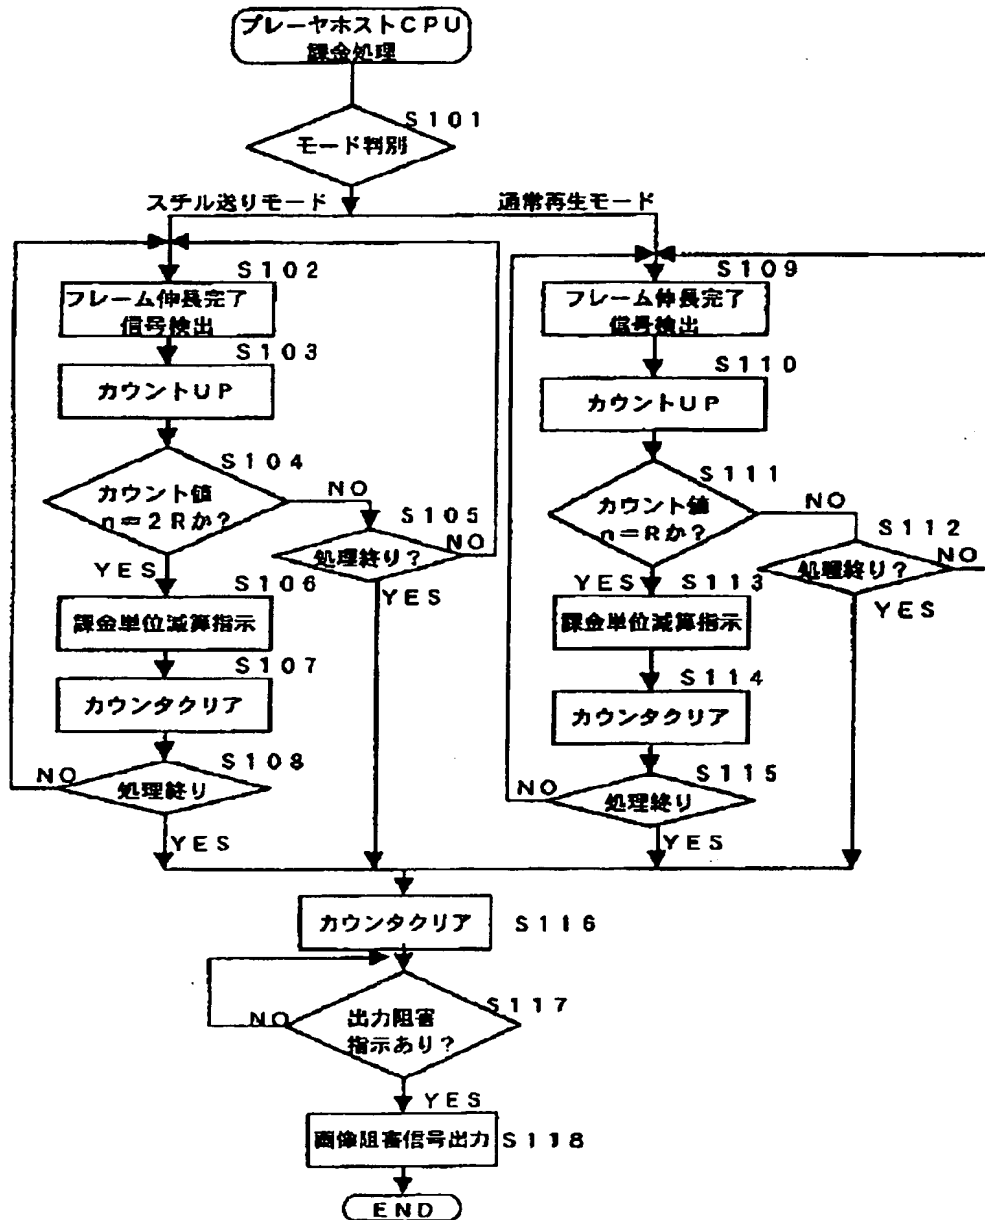 プレーヤホストCPU
課金処理
S101
モード判別
スチル送りモード
通常再生モード
S102
フレーム伸長完了
信号検出
S103
カウントUP
S104
カウント値
n=2Rか?
NO
S105
処理終り?
NO
YES
YES
S106
課金単位減算指示
S107
カウンタクリア
S108
NO
処理終り
YES
S109
フレーム伸長完了
信号検出
S110
カウントUP
S111
カウント値
n=Rか?
NO
S112
処理終り?
NO
YES
YES
S113
課金単位減算指示
S114
カウンタクリア
S115
NO
処理終り
YES
カウンタクリア
S116
S117
NO
出力阻害
指示あり?
YES
画像阻害信号出力
S118
END